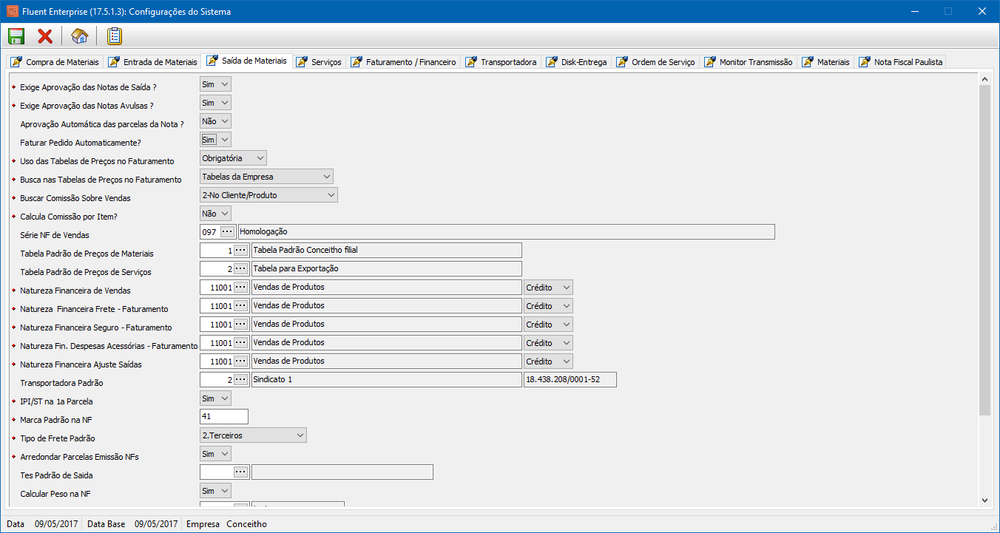 Fluent Enterprise (17.5.1.3): Configurações do Sistema
Compra de Materiais Entrada de Materiais Saída de Materiais Serviços Faturamento / Financeiro Transportadora Disk-Entrega Ordem de Serviço Monitor Transmissão Materiais Nota Fiscal Paulista
Exige Aprovação das Notas de Saída ? Sim
Exige Aprovação das Notas Avulsas ? Sim
Aprovação Automática das parcelas da Nota ? Não
Faturar Pedido Automaticamente? Sim
Uso das Tabelas de Preços no Faturamento Obrigatória
Busca nas Tabelas de Preços no Faturamento Tabelas da Empresa
Buscar Comissão Sobre Vendas 2-No Cliente/Produto
Calcula Comissão por Item? Não
Série NF de Vendas 097 ... Homologação
Tabela Padrão de Preços de Materiais 1 ... Tabela Padrão Conceitho filial
Tabela Padrão de Preços de Serviços 2 ... Tabela para Exportação
Natureza Financeira de Vendas 11001 ... Vendas de Produtos Crédito
Natureza Financeira Frete - Faturamento 11001 ... Vendas de Produtos Crédito
Natureza Financeira Seguro - Faturamento 11001 ... Vendas de Produtos Crédito
Natureza Fin. Despesas Acessórias - Faturamento 11001 ... Vendas de Produtos Crédito
Natureza Financeira Ajuste Saídas 11001 ... Vendas de Produtos Crédito
Transportadora Padrão 2 ... Sindicato 1 18.438.208/0001-52
IPI/ST na 1a Parcela Sim
Marca Padrão na NF 41
Tipo de Frete Padrão 2.Terceiros
Arredondar Parcelas Emissão NFs Sim
Tes Padrão de Saida ...
Calcular Peso na NF Sim
Data 09/05/2017 Data Base 09/05/2017 Empresa Conceitho